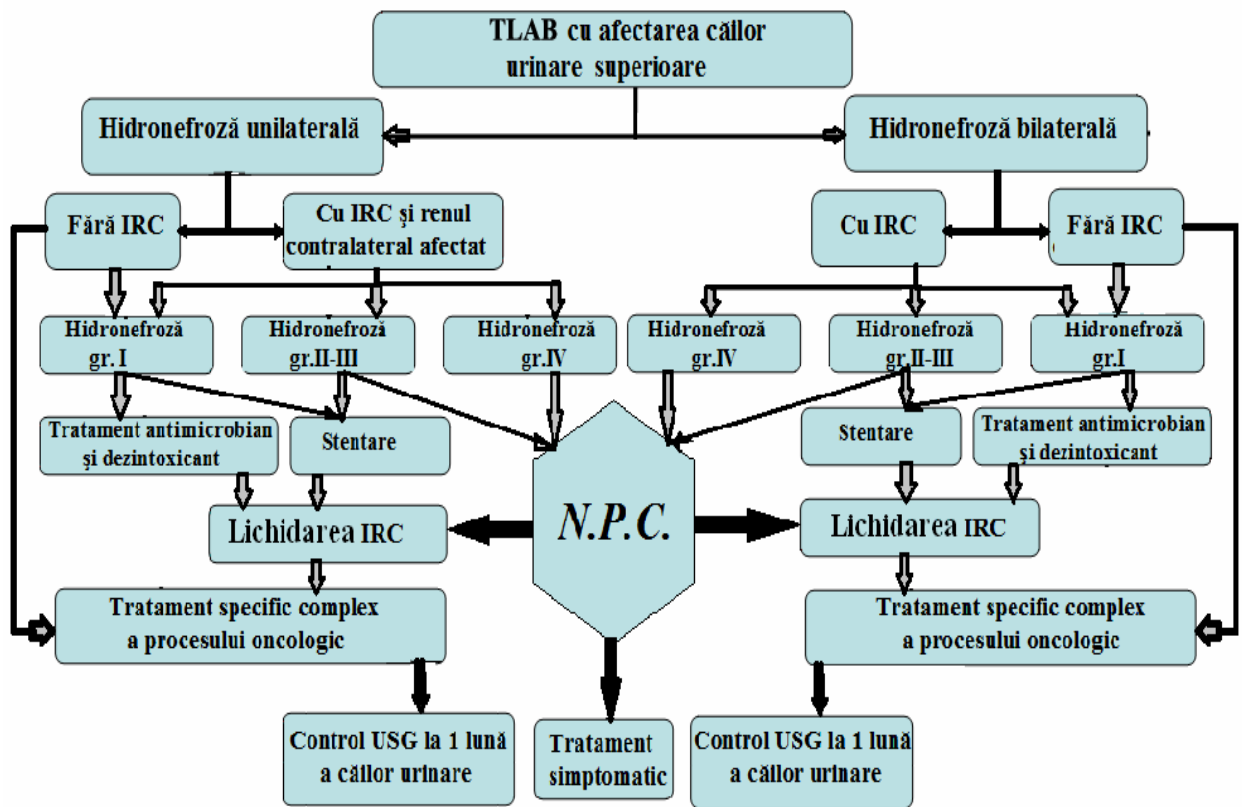 TLAB cu afectarea căilor
urinare superioare
Hidronefroză unilaterală
Hidronefroză bilaterală
Fără IRC
Cu IRC şi renul
contralateral afectat
Cu IRC
Fără IRC
Hidronefroză
gr. I
Hidronefroză
gr.II-III
Hidronefroză
gr.IV
Hidronefroză
gr.IV
Hidronefroză
gr.II-III
Hidronefroză
gr.I
Tratament antimicrobian
şi dezintoxicant
Stentare
Stentare
Tratament antimicrobian
şi dezintoxicant
N.P.C.
Lichidarea IRC
Lichidarea IRC
Tratament specific complex
a procesului oncologic
Tratament specific complex
a procesului oncologic
Control USG la 1 lună
a căilor urinare
Tratament
simptomatic
Control USG la 1 lună
a căilor urinare